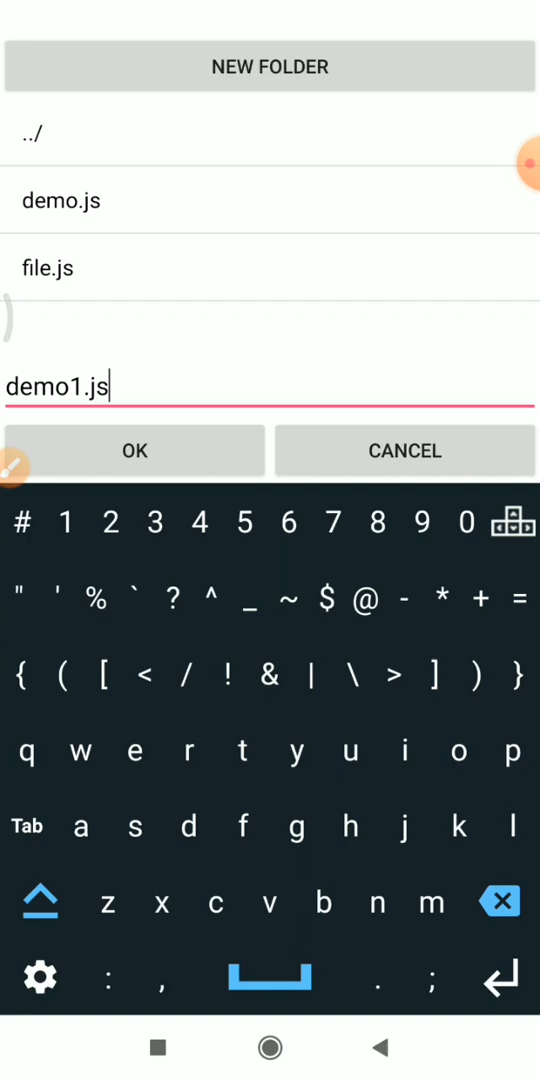 NEW FOLDER
../
demo.js
file.js
demo1.js
OK CANCEL
# 1 2 3 4 5 6 7 8 9 0
" ' % ` ? ^ _ ~ $ @ - * + =
{ ( [ < / ! & | \ > ] ) }
q w e r t y u i o p
Tab a s d f g h j k l
z x c v b n m
: , . ;